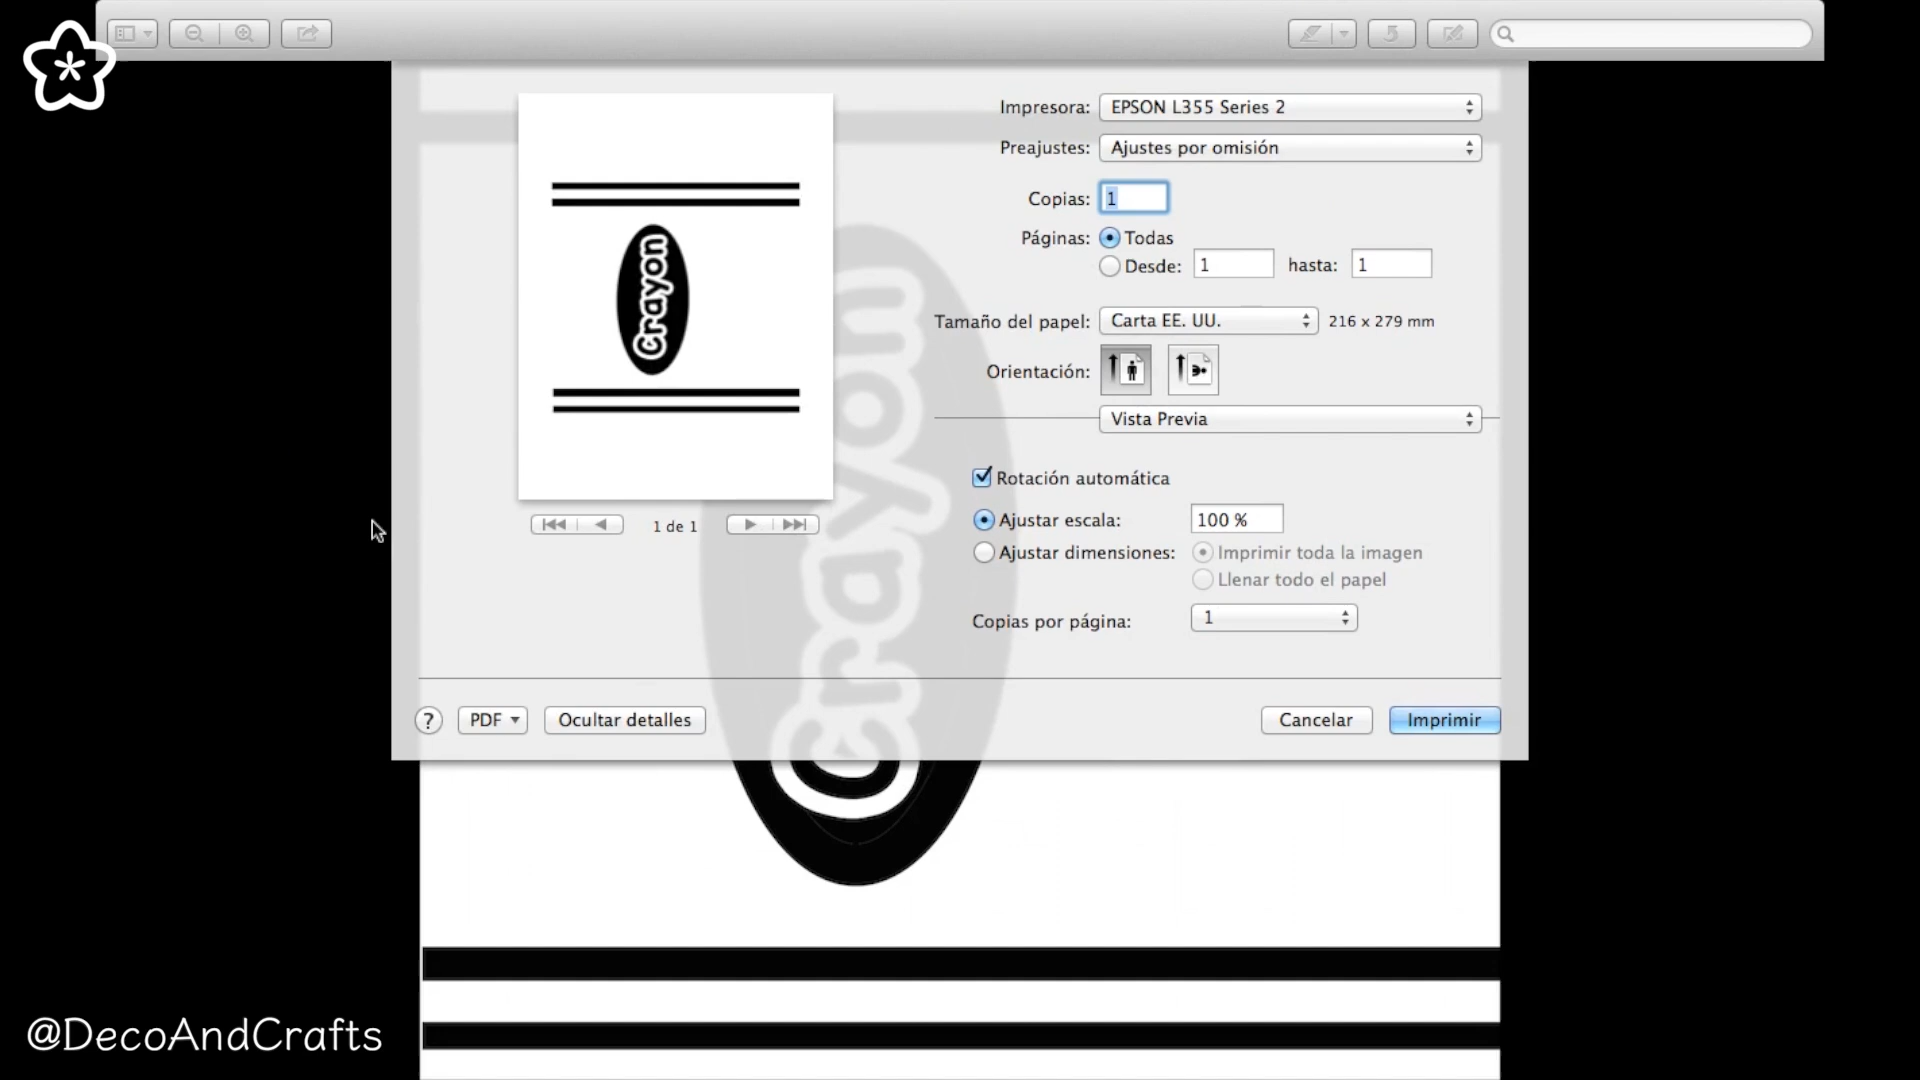 Impresora: EPSON L355 Series 2
Preajustes: Ajustes por omisión
Copias: 1
Páginas: Todas
Desde: 1 hasta: 1
Tamaño del papel: Carta EE. UU. 216 x 279 mm
Orientación:
Vista Previa
Rotación automática
Ajustar escala: 100 %
Ajustar dimensiones: Imprimir toda la imagen
Llenar todo el papel
Copias por página: 1
Crayon
1 de 1
Crayon
? PDF Ocultar detalles Cancelar Imprimir
@DecoAndCrafts